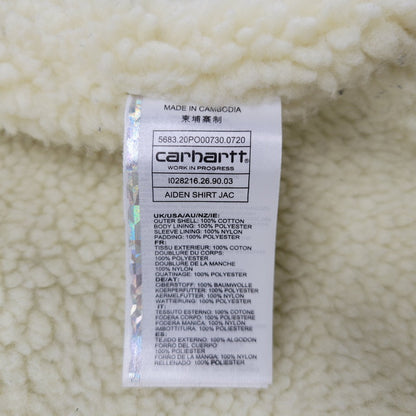 MADE IN CAMBODIA
柬埔寨制
5683.20PO00730.0720
carhartt
WORK IN PROGRESS
I028216.26.90.03
AIDEN SHIRT JAC
UK/USA/AU/NZ/IE:
OUTER SHELL: 100% COTTON
BODY LINING: 100% POLYESTER
SLEEVE LINING: 100% NYLON
PADDING: 100% POLYESTER
FR:
TISSU EXTERIEUR: 100% COTON
DOUBLURE DU CORPS:
100% POLYESTER
DOUBLURE DE LA MANCHE
:100% NYLON
OUATINAGE: 100% POLYESTER
DE/AT:
OBERSTOFF: 100% BAUMWOLLE
KOERPERFUTTER: 100% POLYESTER
AERMELFUTTER: 100% NYLON
WATTIERUNG: 100% POLYESTER
IT:
TESSUTO ESTERNO: 100% COTONE
FODERA CORPO: 100% POLIESTERE
FODERA MANICA: 100% NYLON
IMBOTTITURA: 100% POLIESTERE
ES:
TEJIDO EXTERNO: 100% ALGODON
FORRO DEL CUERPO:
100% POLIESTER
FORRO DE LA MANGA: 100% NYLON
RELLENADO: 100% POLIESTER